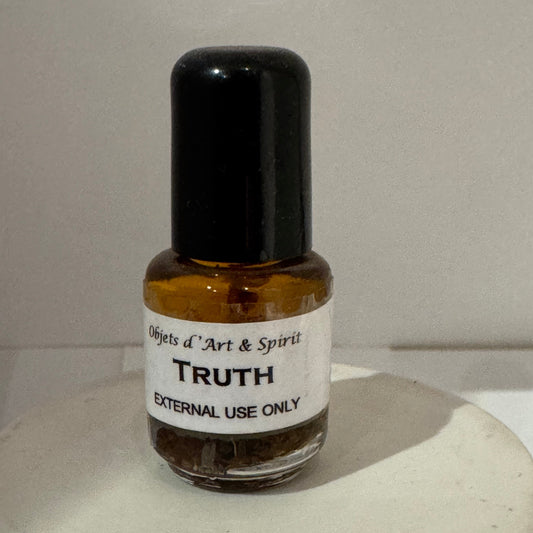 Objets d'Art & Spirit
TRUTH
EXTERNAL USE ONLY